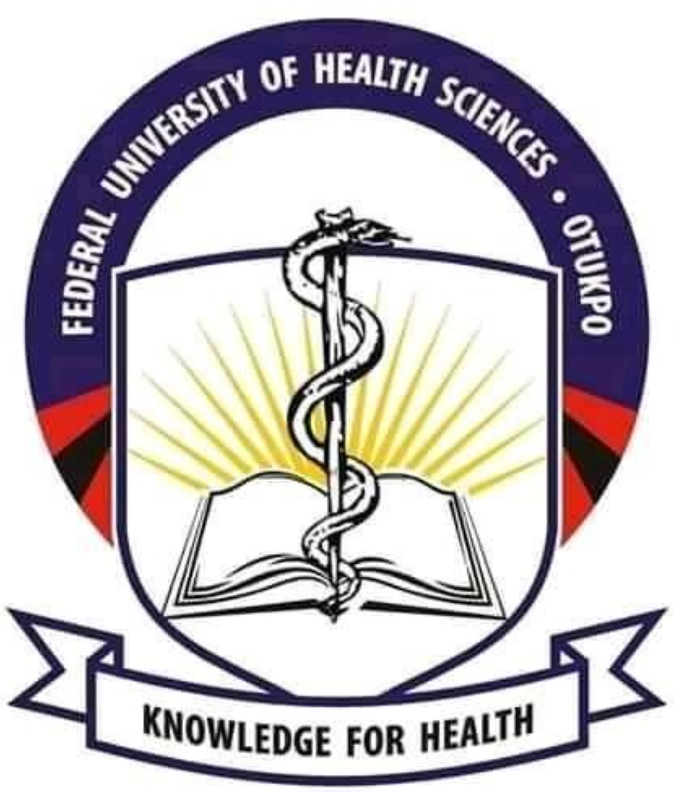 FEDERAL UNIVERSITY OF HEALTH SCIENCES • OTUKPO
KNOWLEDGE FOR HEALTH